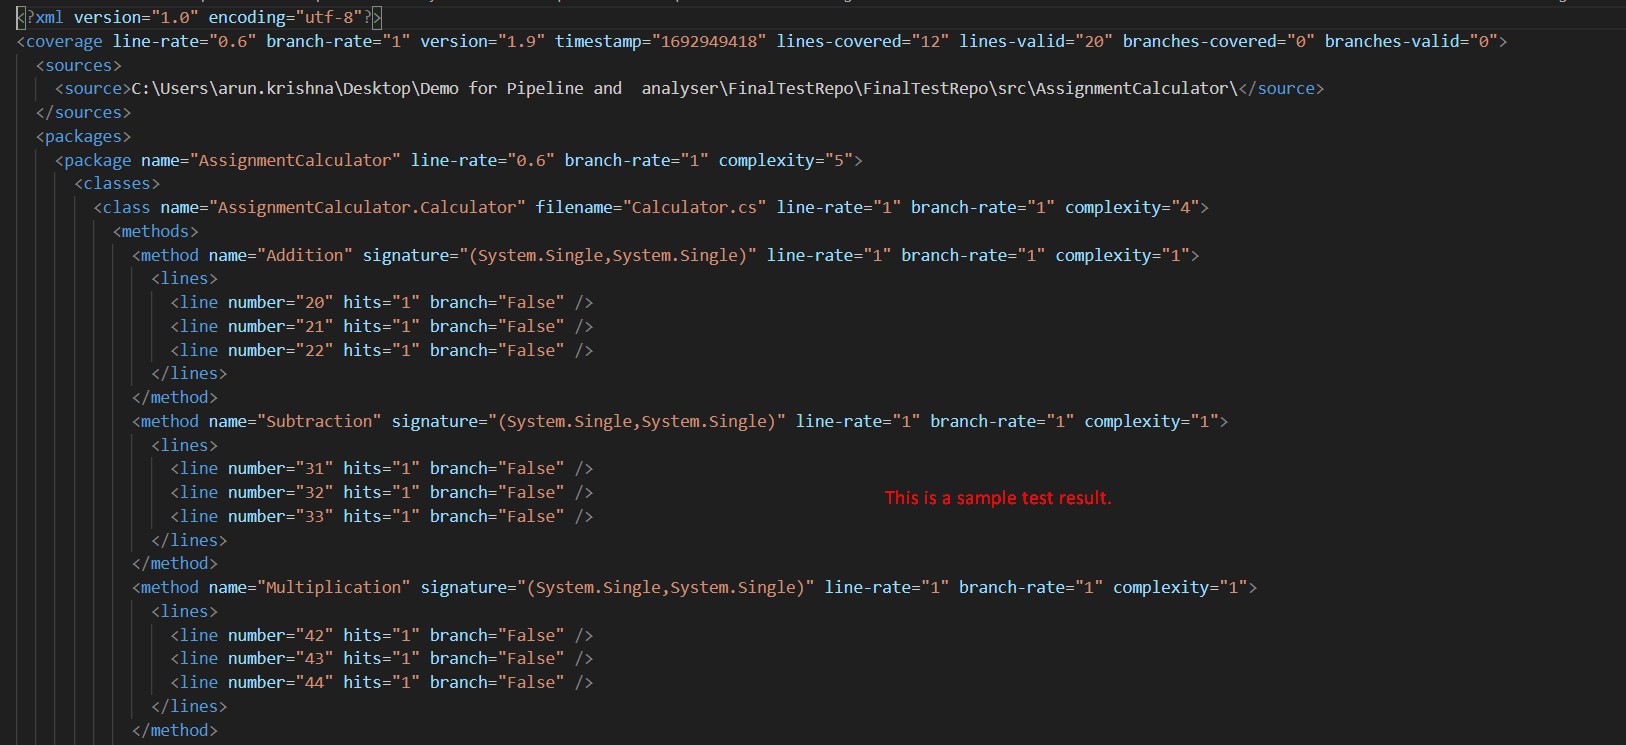 <?xml version="1.0" encoding="utf-8"?>
<coverage line-rate="0.6" branch-rate="1" version="1.9" timestamp="1692949418" lines-covered="12" lines-valid="20" branches-covered="0" branches-valid="0">
<sources>
<source>C:\Users\arun.krishna\Desktop\Demo for Pipeline and  analyser\FinalTestRepo\FinalTestRepo\src\AssignmentCalculator\</source>
</sources>
<packages>
<package name="AssignmentCalculator" line-rate="0.6" branch-rate="1" complexity="5">
<classes>
<class name="AssignmentCalculator.Calculator" filename="Calculator.cs" line-rate="1" branch-rate="1" complexity="4">
<methods>
<method name="Addition" signature="(System.Single,System.Single)" line-rate="1" branch-rate="1" complexity="1">
<lines>
<line number="20" hits="1" branch="False" />
<line number="21" hits="1" branch="False" />
<line number="22" hits="1" branch="False" />
</lines>
</method>
<method name="Subtraction" signature="(System.Single,System.Single)" line-rate="1" branch-rate="1" complexity="1">
<lines>
<line number="31" hits="1" branch="False" />
<line number="32" hits="1" branch="False" />
This is a sample test result.
<line number="33" hits="1" branch="False" />
</lines>
</method>
<method name="Multiplication" signature="(System.Single,System.Single)" line-rate="1" branch-rate="1" complexity="1">
<lines>
<line number="42" hits="1" branch="False" />
<line number="43" hits="1" branch="False" />
<line number="44" hits="1" branch="False" />
</lines>
</method>